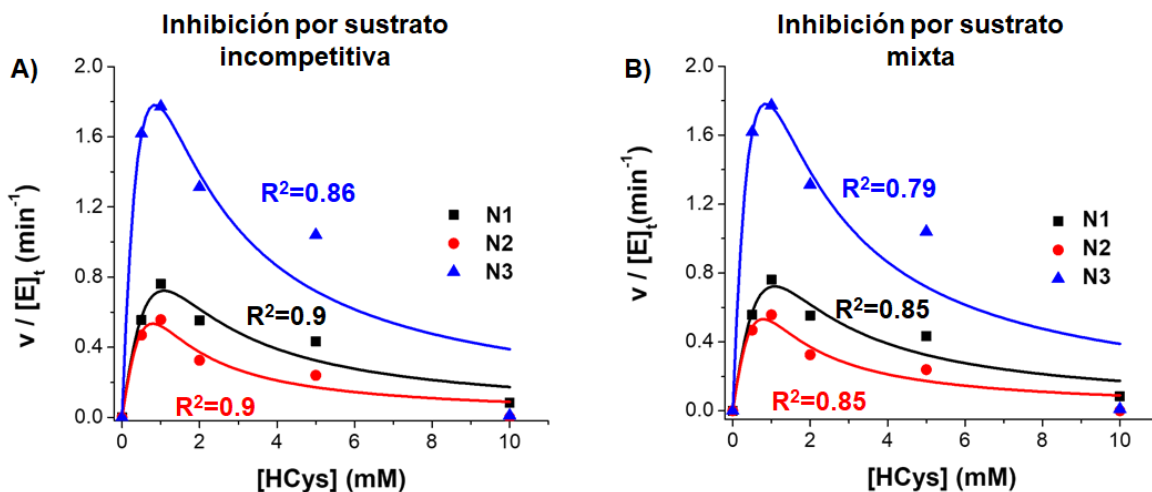 Inhibición por sustrato
incompetitiva
A)
2.0
1.6
1.2
0.8
0.4
0.0
v / [E]t (min-1)
R2=0.86
R2=0.9
R2=0.9
N1
N2
N3
0 2 4 6 8 10
[HCys] (mM)
Inhibición por sustrato
mixta
B)
2.0
1.6
1.2
0.8
0.4
0.0
v / [E]t (min-1)
R2=0.79
R2=0.85
R2=0.85
N1
N2
N3
0 2 4 6 8 10
[HCys] (mM)